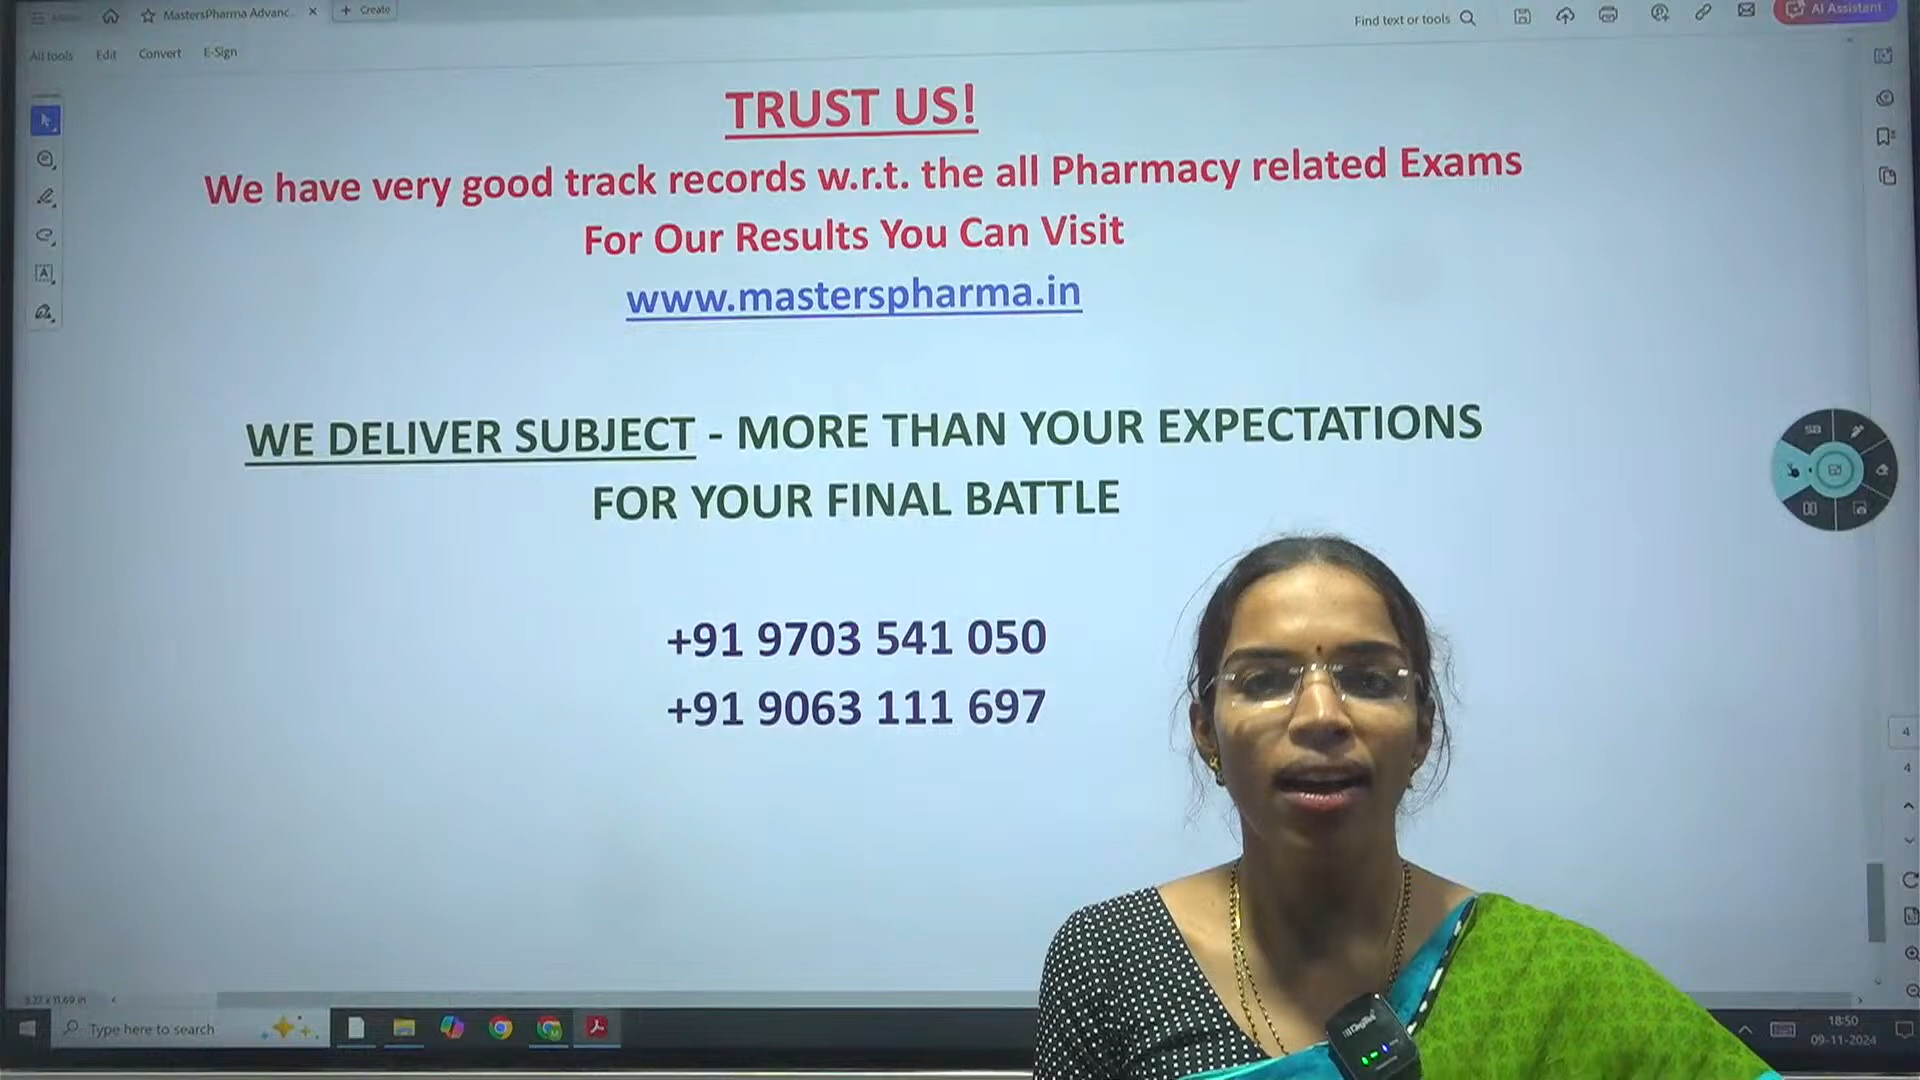 MastersPharma Advanc...
+ Create
Find text or tools
AI Assistant
All tools Edit Convert E-Sign
TRUST US!
We have very good track records w.r.t. the all Pharmacy related Exams
For Our Results You Can Visit
www.masterspharma.in
WE DELIVER SUBJECT - MORE THAN YOUR EXPECTATIONS
FOR YOUR FINAL BATTLE
+91 9703 541 050
+91 9063 111 697
4
4
Type here to search
18:50
09-11-2024